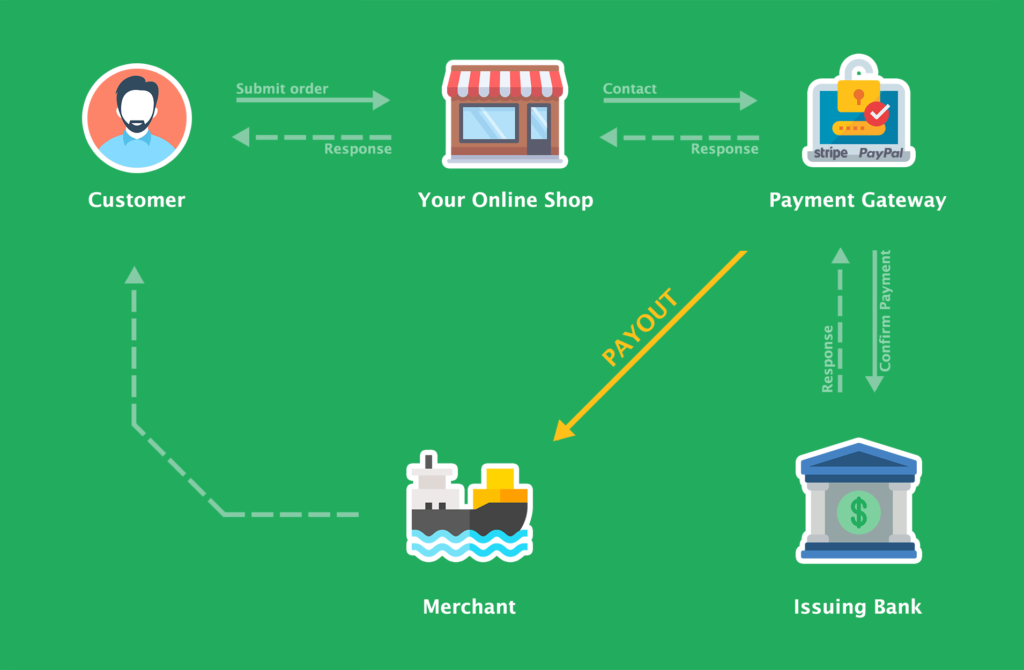 Submit order
Contact
Response
Response
stripe PayPal
Customer
Your Online Shop
Payment Gateway
PAYOUT
Response
Confirm Payment
$
Merchant
Issuing Bank